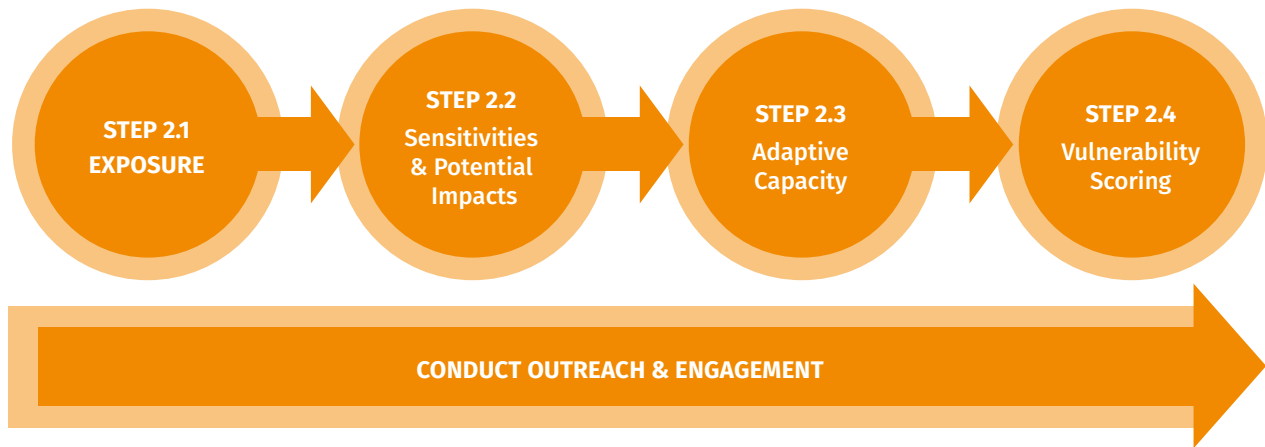 STEP 2.1
EXPOSURE
STEP 2.2
Sensitivities
& Potential
Impacts
STEP 2.3
Adaptive
Capacity
STEP 2.4
Vulnerability
Scoring
CONDUCT OUTREACH & ENGAGEMENT